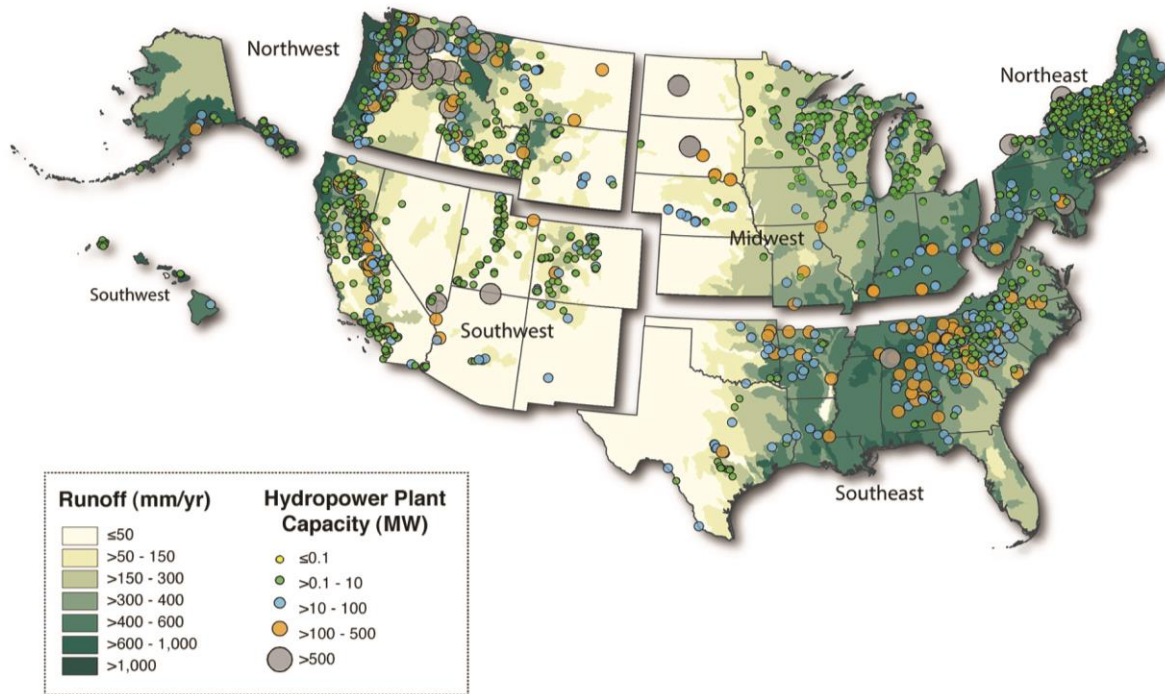 Northwest
Northeast
Midwest
Southwest
Southwest
Southeast
Runoff (mm/yr)
≤50
>50 - 150
>150 - 300
>300 - 400
>400 - 600
>600 - 1,000
>1,000
Hydropower Plant
Capacity (MW)
≤0.1
>0.1 - 10
>10 - 100
>100 - 500
>500